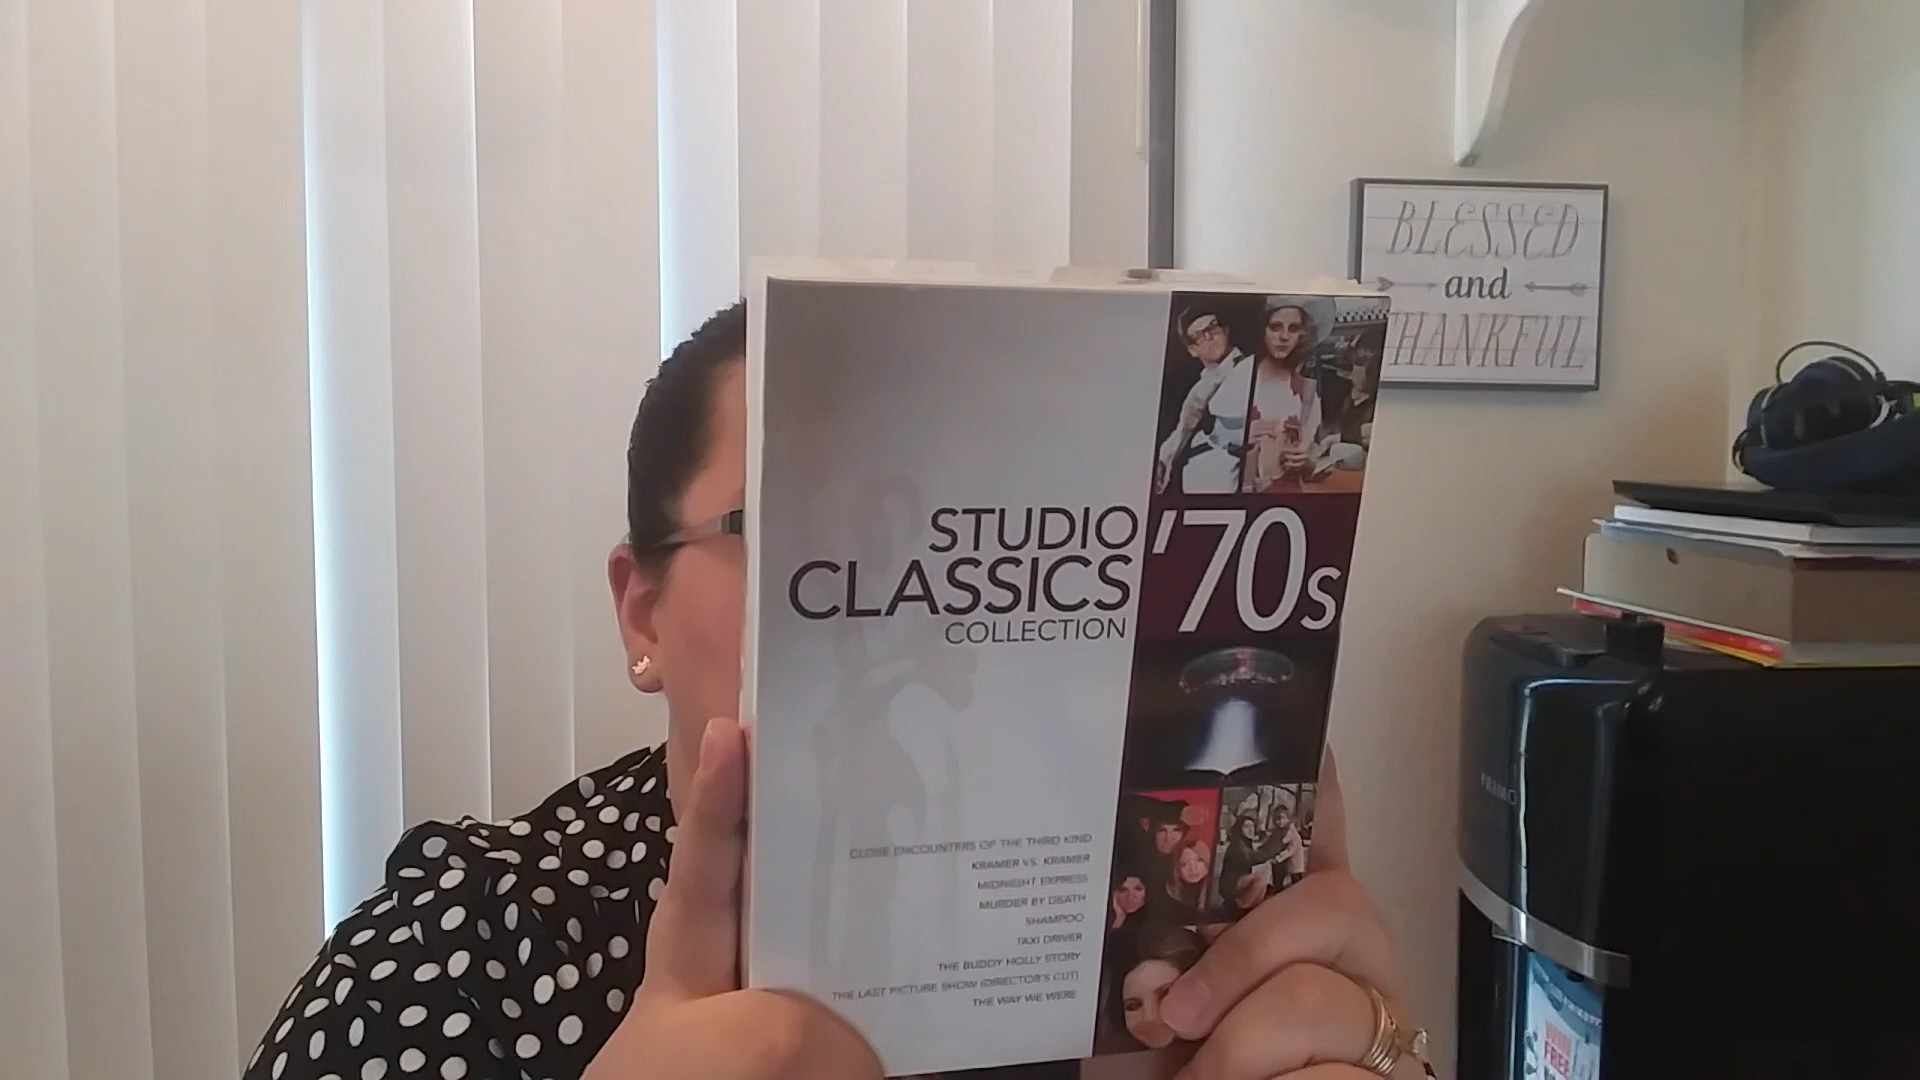 BLESSED
and
THANKFUL
STUDIO '70s
CLASSICS
COLLECTION
CLOSE ENCOUNTERS OF THE THIRD KIND
KRAMER VS. KRAMER
MIDNIGHT EXPRESS
MURDER BY DEATH
SHAMPOO
TAXI DRIVER
THE BUDDY HOLLY STORY
THE LAST PICTURE SHOW (DIRECTOR'S CUT)
THE WAY WE WERE
PRIMO
FREE